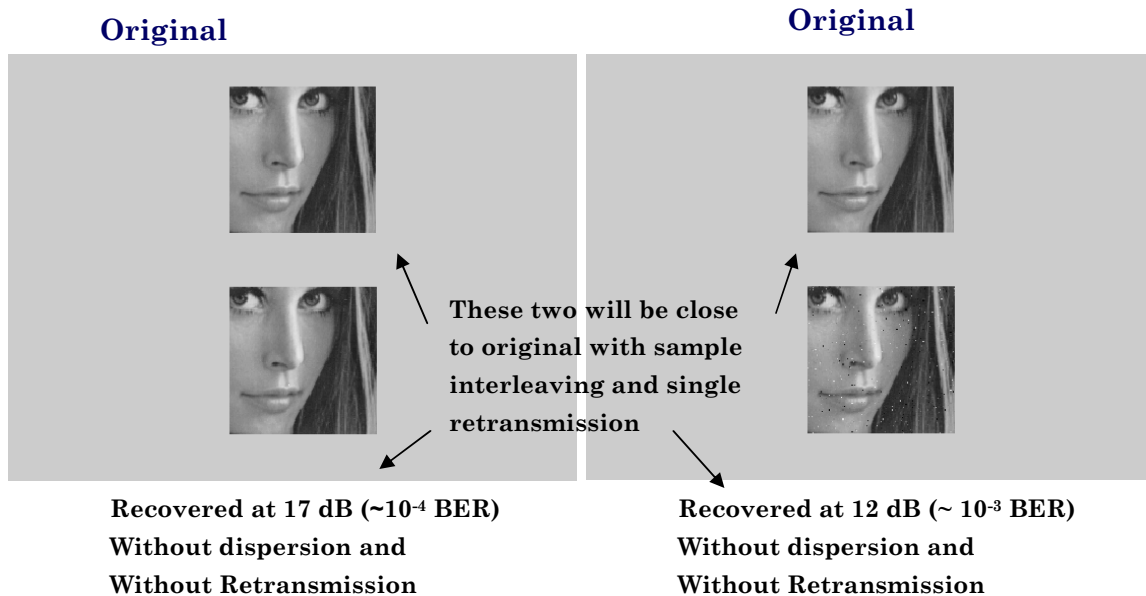 Original
Original
These two will be close
to original with sample
interleaving and single
retransmission
Recovered at 17 dB (~10⁻⁴ BER)
Without dispersion and
Without Retransmission
Recovered at 12 dB (~ 10⁻³ BER)
Without dispersion and
Without Retransmission